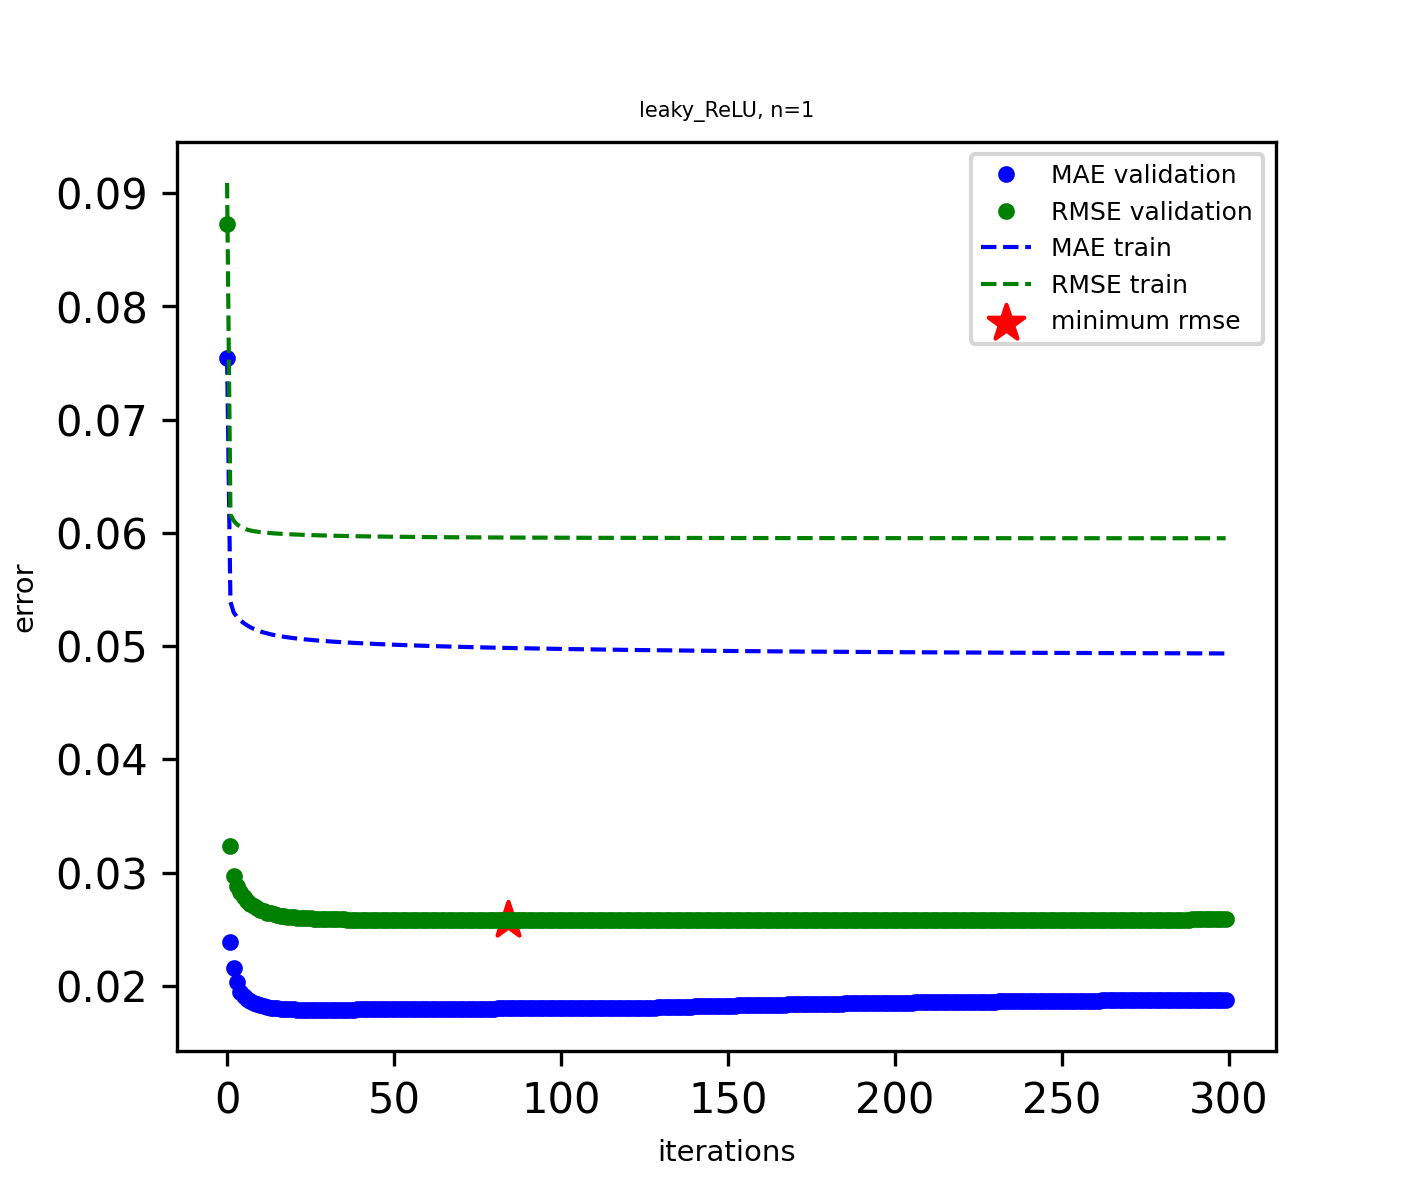 leaky_ReLU, n=1
MAE validation
RMSE validation
MAE train
RMSE train
minimum rmse
0.09
0.08
0.07
0.06
0.05
0.04
0.03
0.02
error
0 50 100 150 200 250 300
iterations